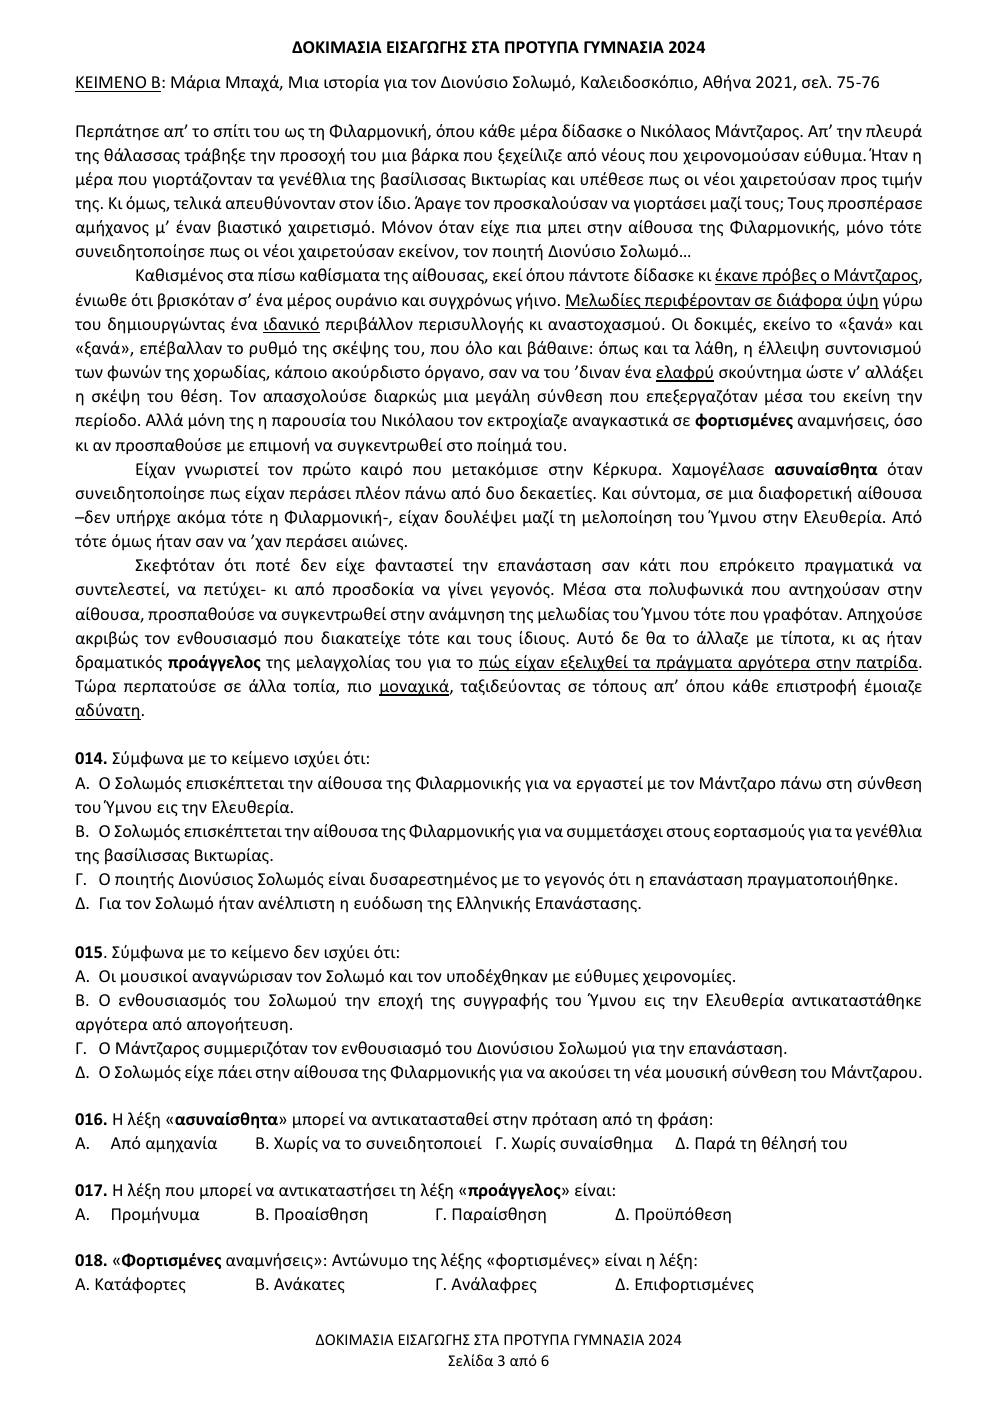 ΔΟΚΙΜΑΣΙΑ ΕΙΣΑΓΩΓΗΣ ΣΤΑ ΠΡΟΤΥΠΑ ΓΥΜΝΑΣΙΑ 2024
ΚΕΙΜΕΝΟ Β: Μάρια Μπαχά, Μια ιστορία για τον Διονύσιο Σολωμό, Καλειδοσκόπιο, Αθήνα 2021, σελ. 75-76
Περπάτησε απ’ το σπίτι του ως τη Φιλαρμονική, όπου κάθε μέρα δίδασκε ο Νικόλαος Μάντζαρος. Απ’ την πλευρά
της θάλασσας τράβηξε την προσοχή του μια βάρκα που ξεχείλιζε από νέους που χειρονομούσαν εύθυμα. Ήταν η
μέρα που γιορτάζονταν τα γενέθλια της βασίλισσας Βικτωρίας και υπέθεσε πως οι νέοι χαιρετούσαν προς τιμήν
της. Κι όμως, τελικά απευθύνονταν στον ίδιο. Άραγε τον προσκαλούσαν να γιορτάσει μαζί τους; Τους προσπέρασε
αμήχανος μ’ έναν βιαστικό χαιρετισμό. Μόνον όταν είχε πια μπει στην αίθουσα της Φιλαρμονικής, μόνο τότε
συνειδητοποίησε πως οι νέοι χαιρετούσαν εκείνον, τον ποιητή Διονύσιο Σολωμό…
Καθισμένος στα πίσω καθίσματα της αίθουσας, εκεί όπου πάντοτε δίδασκε κι έκανε πρόβες ο Μάντζαρος,
ένιωθε ότι βρισκόταν σ’ ένα μέρος ουράνιο και συγχρόνως γήινο. Μελωδίες περιφέρονταν σε διάφορα ύψη γύρω
του δημιουργώντας ένα ιδανικό περιβάλλον περισυλλογής κι αναστοχασμού. Οι δοκιμές, εκείνο το «ξανά» και
«ξανά», επέβαλλαν το ρυθμό της σκέψης του, που όλο και βάθαινε: όπως και τα λάθη, η έλλειψη συντονισμού
των φωνών της χορωδίας, κάποιο ακούρδιστο όργανο, σαν να του ’διναν ένα ελαφρύ σκούντημα ώστε ν’ αλλάξει
η σκέψη του θέση. Τον απασχολούσε διαρκώς μια μεγάλη σύνθεση που επεξεργαζόταν μέσα του εκείνη την
περίοδο. Αλλά μόνη της η παρουσία του Νικόλαου τον εκτροχίαζε αναγκαστικά σε φορτισμένες αναμνήσεις, όσο
κι αν προσπαθούσε με επιμονή να συγκεντρωθεί στο ποίημά του.
Είχαν γνωριστεί τον πρώτο καιρό που μετακόμισε στην Κέρκυρα. Χαμογέλασε ασυναίσθητα όταν
συνειδητοποίησε πως είχαν περάσει πλέον πάνω από δυο δεκαετίες. Και σύντομα, σε μια διαφορετική αίθουσα
–δεν υπήρχε ακόμα τότε η Φιλαρμονική-, είχαν δουλέψει μαζί τη μελοποίηση του Ύμνου στην Ελευθερία. Από
τότε όμως ήταν σαν να ’χαν περάσει αιώνες.
Σκεφτόταν ότι ποτέ δεν είχε φανταστεί την επανάσταση σαν κάτι που επρόκειτο πραγματικά να
συντελεστεί, να πετύχει- κι από προσδοκία να γίνει γεγονός. Μέσα στα πολυφωνικά που αντηχούσαν στην
αίθουσα, προσπαθούσε να συγκεντρωθεί στην ανάμνηση της μελωδίας του Ύμνου τότε που γραφόταν. Απηχούσε
ακριβώς τον ενθουσιασμό που διακατείχε τότε και τους ίδιους. Αυτό δε θα το άλλαζε με τίποτα, κι ας ήταν
δραματικός προάγγελος της μελαγχολίας του για το πώς είχαν εξελιχθεί τα πράγματα αργότερα στην πατρίδα.
Τώρα περπατούσε σε άλλα τοπία, πιο μοναχικά, ταξιδεύοντας σε τόπους απ’ όπου κάθε επιστροφή έμοιαζε
αδύνατη.
014. Σύμφωνα με το κείμενο ισχύει ότι:
Α. Ο Σολωμός επισκέπτεται την αίθουσα της Φιλαρμονικής για να εργαστεί με τον Μάντζαρο πάνω στη σύνθεση
του Ύμνου εις την Ελευθερία.
Β. Ο Σολωμός επισκέπτεται την αίθουσα της Φιλαρμονικής για να συμμετάσχει στους εορτασμούς για τα γενέθλια
της βασίλισσας Βικτωρίας.
Γ. Ο ποιητής Διονύσιος Σολωμός είναι δυσαρεστημένος με το γεγονός ότι η επανάσταση πραγματοποιήθηκε.
Δ. Για τον Σολωμό ήταν ανέλπιστη η ευόδωση της Ελληνικής Επανάστασης.
015. Σύμφωνα με το κείμενο δεν ισχύει ότι:
Α. Οι μουσικοί αναγνώρισαν τον Σολωμό και τον υποδέχθηκαν με εύθυμες χειρονομίες.
Β. Ο ενθουσιασμός του Σολωμού την εποχή της συγγραφής του Ύμνου εις την Ελευθερία αντικαταστάθηκε
αργότερα από απογοήτευση.
Γ. Ο Μάντζαρος συμμεριζόταν τον ενθουσιασμό του Διονύσιου Σολωμού για την επανάσταση.
Δ. Ο Σολωμός είχε πάει στην αίθουσα της Φιλαρμονικής για να ακούσει τη νέα μουσική σύνθεση του Μάντζαρου.
016. Η λέξη «ασυναίσθητα» μπορεί να αντικατασταθεί στην πρόταση από τη φράση:
Α. Από αμηχανία Β. Χωρίς να το συνειδητοποιεί Γ. Χωρίς συναίσθημα Δ. Παρά τη θέλησή του
017. Η λέξη που μπορεί να αντικαταστήσει τη λέξη «προάγγελος» είναι:
Α. Προμήνυμα Β. Προαίσθηση Γ. Παραίσθηση Δ. Προϋπόθεση
018. «Φορτισμένες αναμνήσεις»: Αντώνυμο της λέξης «φορτισμένες» είναι η λέξη:
Α. Κατάφορτες Β. Ανάκατες Γ. Ανάλαφρες Δ. Επιφορτισμένες
ΔΟΚΙΜΑΣΙΑ ΕΙΣΑΓΩΓΗΣ ΣΤΑ ΠΡΟΤΥΠΑ ΓΥΜΝΑΣΙΑ 2024
Σελίδα 3 από 6